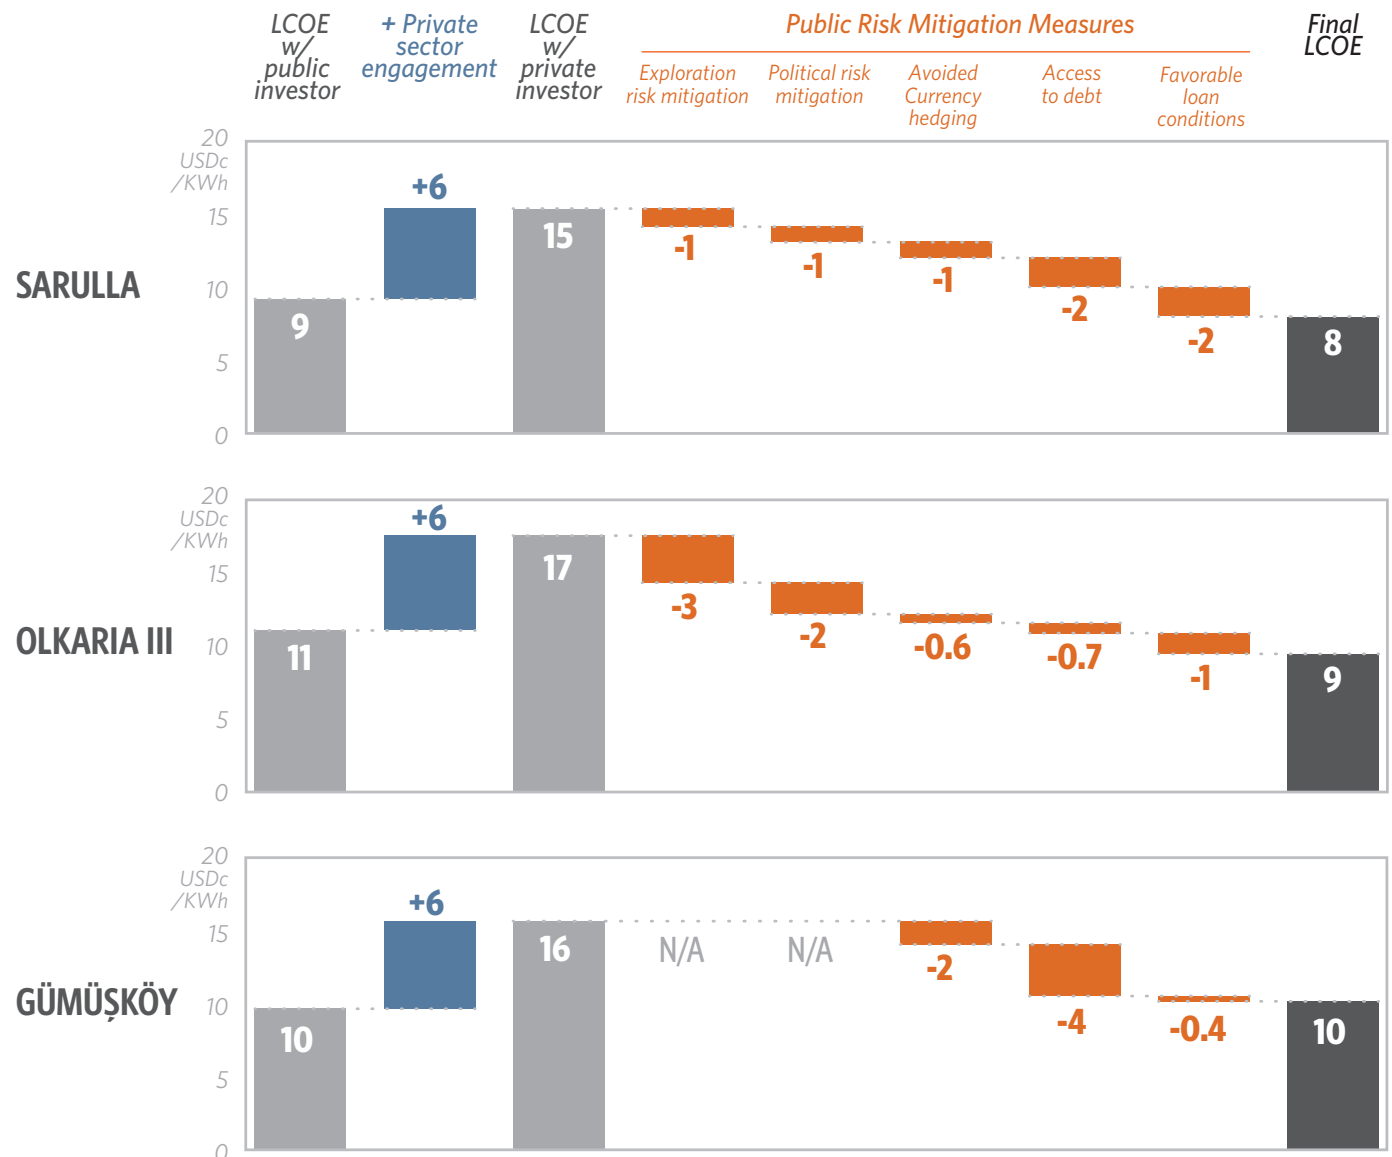 LCOE
w/
public
investor
+ Private
sector
engagement
LCOE
w/
private
investor
Public Risk Mitigation Measures
Exploration
risk mitigation
Political risk
mitigation
Avoided
Currency
hedging
Access
to debt
Favorable
loan
conditions
Final
LCOE
SARULLA
20
USDc
/KWh
15
10
5
0
9
+6
15
-1
-1
-1
-2
-2
8
OLKARIA III
20
USDc
/KWh
15
10
5
0
11
+6
17
-3
-2
-0.6
-0.7
-1
9
GÜMÜŞKÖY
20
USDc
/KWh
15
10
5
0
10
+6
16
N/A
N/A
-2
-4
-0.4
10